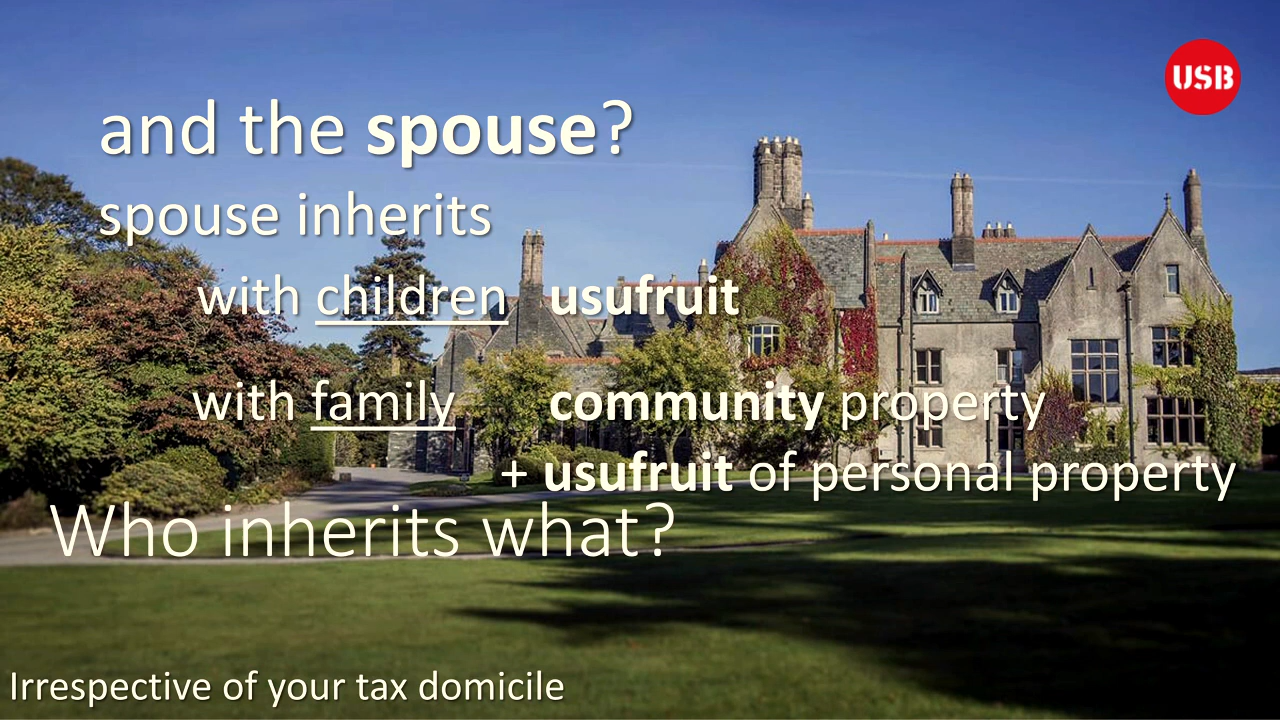 USB
and the spouse?
spouse inherits
with children usufruit
with family community property
+ usufruit of personal property
Who inherits what?
Irrespective of your tax domicile